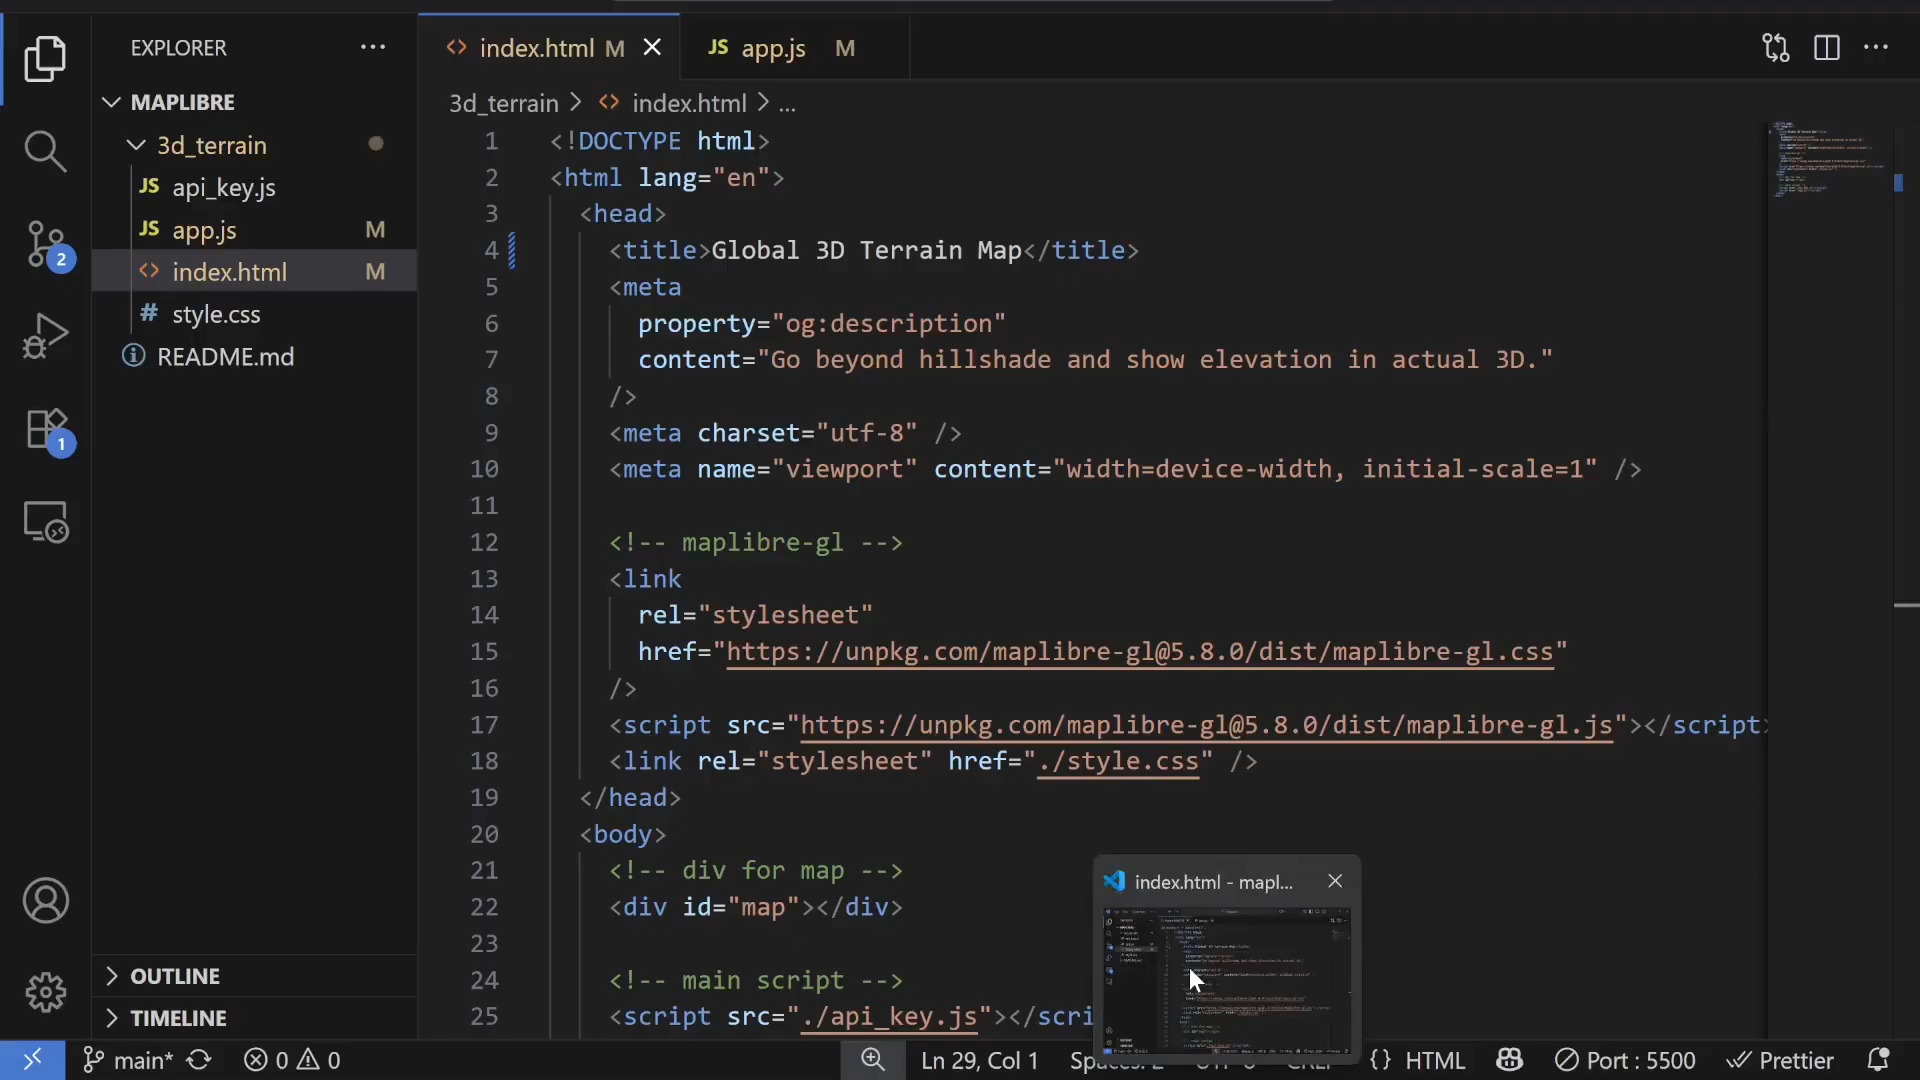 EXPLORER
MAPLIBRE
3d_terrain
JS api_key.js
JS app.js M
<> index.html M
# style.css
README.md
OUTLINE
TIMELINE
2
1
<> index.html M
JS app.js M
3d_terrain > <> index.html > ...
1 <!DOCTYPE html>
2 <html lang="en">
3 <head>
4 <title>Global 3D Terrain Map</title>
5 <meta
6 property="og:description"
7 content="Go beyond hillshade and show elevation in actual 3D."
8 />
9 <meta charset="utf-8" />
10 <meta name="viewport" content="width=device-width, initial-scale=1" />
11
12 <!-- maplibre-gl -->
13 <link
14 rel="stylesheet"
15 href="https://unpkg.com/maplibre-gl@5.8.0/dist/maplibre-gl.css"
16 />
17 <script src="https://unpkg.com/maplibre-gl@5.8.0/dist/maplibre-gl.js"></script>
18 <link rel="stylesheet" href="./style.css" />
19 </head>
20 <body>
21 <!-- div for map -->
22 <div id="map"></div>
23
24 <!-- main script -->
25 <script src="./api_key.js"></scri
index.html - mapl...
main* 0 0 Ln 29, Col 1 {} HTML Port : 5500 Prettier